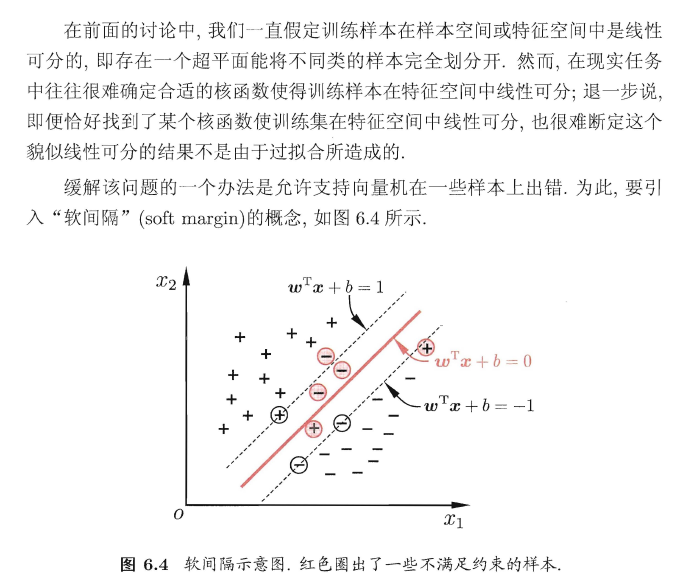 在前面的讨论中, 我们一直假定训练样本在样本空间或特征空间中是线性
可分的, 即存在一个超平面能将不同类的样本完全划分开. 然而, 在现实任务
中往往很难确定合适的核函数使得训练样本在特征空间中线性可分; 退一步说,
即便恰好找到了某个核函数使训练集在特征空间中线性可分, 也很难断定这个
貌似线性可分的结果不是由于过拟合所造成的.
缓解该问题的一个办法是允许支持向量机在一些样本上出错. 为此, 要引
入“软间隔”(soft margin)的概念, 如图 6.4 所示.
x₂
wᵀx + b = 1
wᵀx + b = 0
wᵀx + b = −1
O
x₁
图 6.4 软间隔示意图. 红色圈出了一些不满足约束的样本.